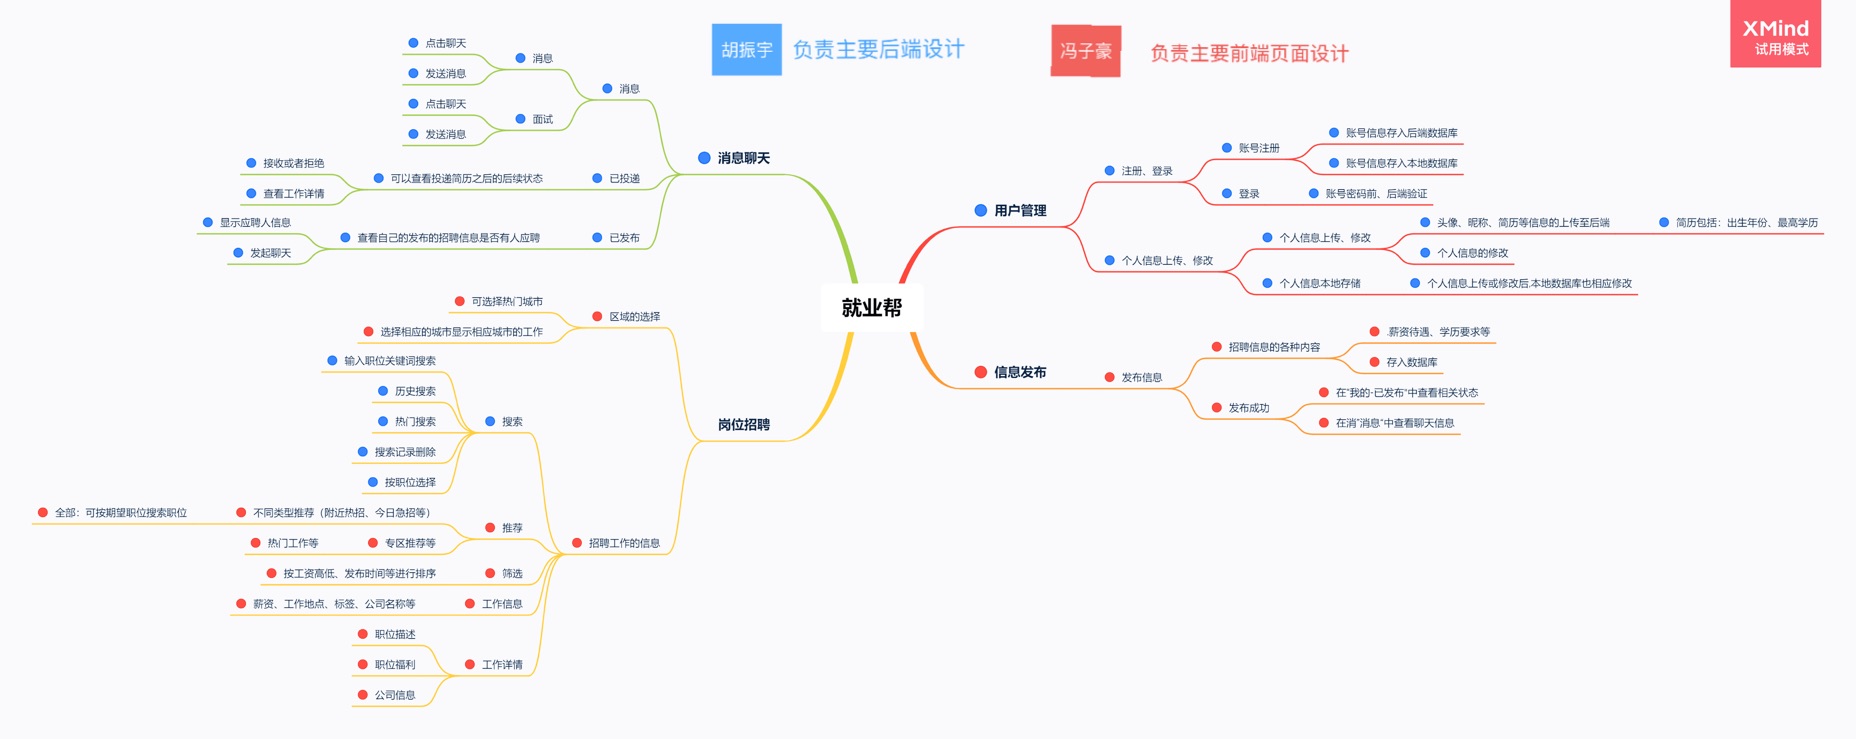 胡振宇
负责主要后端设计
冯子豪
负责主要前端页面设计
XMind
试用模式
就业帮
消息聊天
消息
消息
点击聊天
发送消息
面试
点击聊天
发送消息
已投递
可以查看投递简历之后的后续状态
接收或者拒绝
查看工作详情
已发布
查看自己的发布的招聘信息是否有人应聘
显示应聘人信息
发起聊天
岗位招聘
区域的选择
可选择热门城市
选择相应的城市显示相应城市的工作
招聘工作的信息
搜索
输入职位关键词搜索
历史搜索
热门搜索
搜索记录删除
按职位选择
推荐
不同类型推荐（附近热招、今日急招等）
全部：可按期望职位搜索职位
专区推荐等
热门工作等
筛选
按工资高低、发布时间等进行排序
工作信息
薪资、工作地点、标签、公司名称等
工作详情
职位描述
职位福利
公司信息
用户管理
注册、登录
账号注册
账号信息存入后端数据库
账号信息存入本地数据库
登录
账号密码前、后端验证
个人信息上传、修改
个人信息上传、修改
头像、昵称、简历等信息的上传至后端
简历包括：出生年份、最高学历
个人信息的修改
个人信息本地存储
个人信息上传或修改后.本地数据库也相应修改
信息发布
发布信息
招聘信息的各种内容
.薪资待遇、学历要求等
存入数据库
发布成功
在"我的-已发布"中查看相关状态
在消"消息"中查看聊天信息